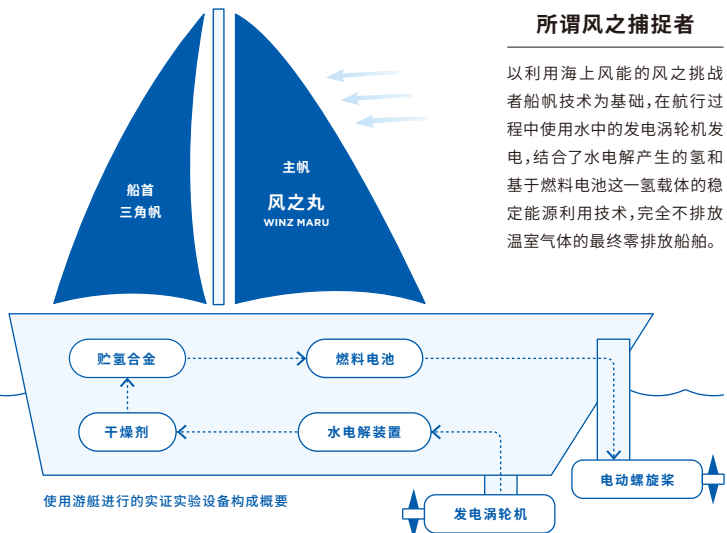 所谓风之捕捉者
以利用海上风能的风之挑战
者船帆技术为基础，在航行过
程中使用水中的发电涡轮机发
电，结合了水电解产生的氢和
基于燃料电池这一氢载体的稳
定能源利用技术，完全不排放
温室气体的最终零排放船舶。
船首
三角帆
主帆
风之丸
WINZ MARU
贮氢合金
燃料电池
干燥剂
水电解装置
电动螺旋桨
发电涡轮机
使用游艇进行的实证实验设备构成概要